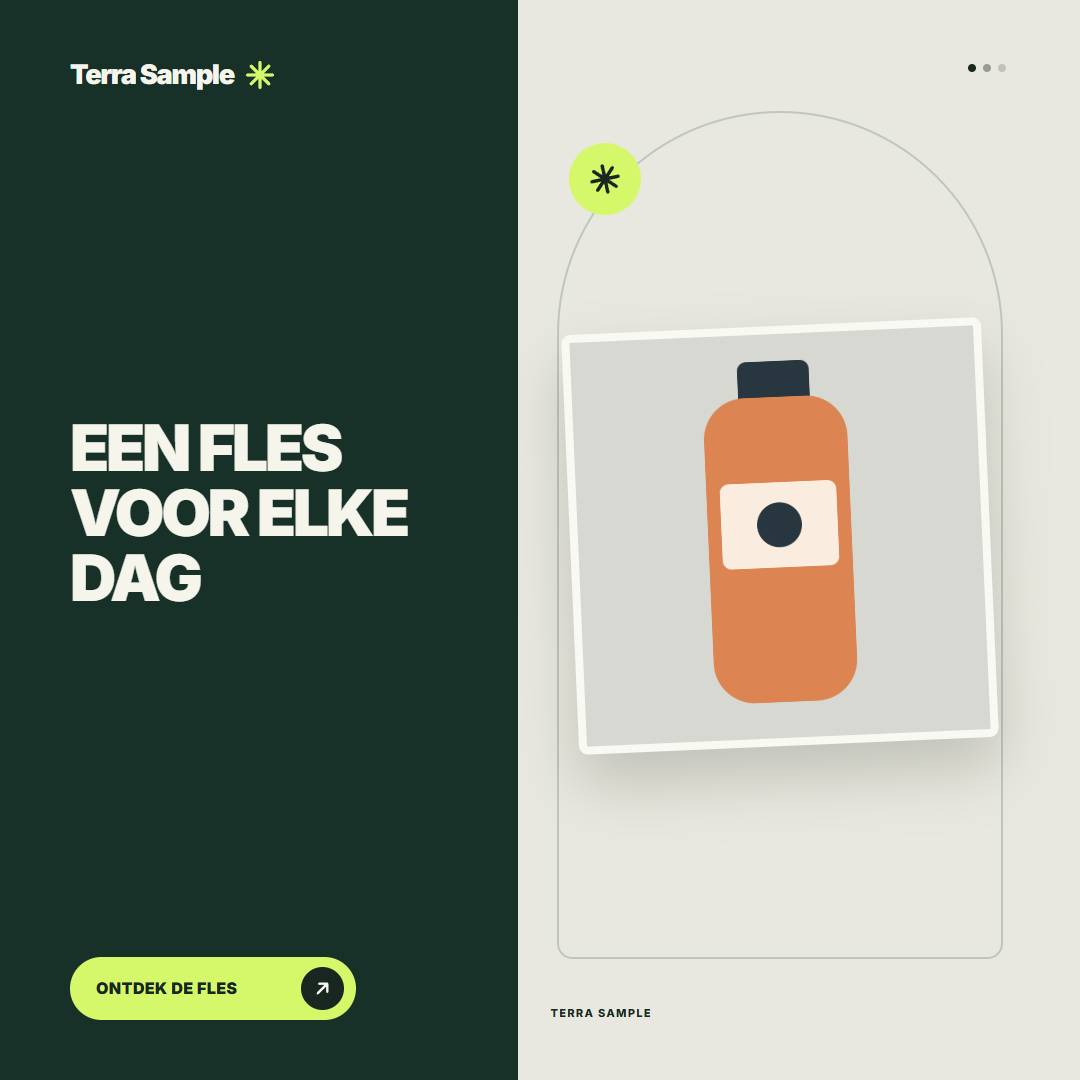 Terra Sample
EEN FLES
VOOR ELKE
DAG
ONTDEK DE FLES
TERRA SAMPLE